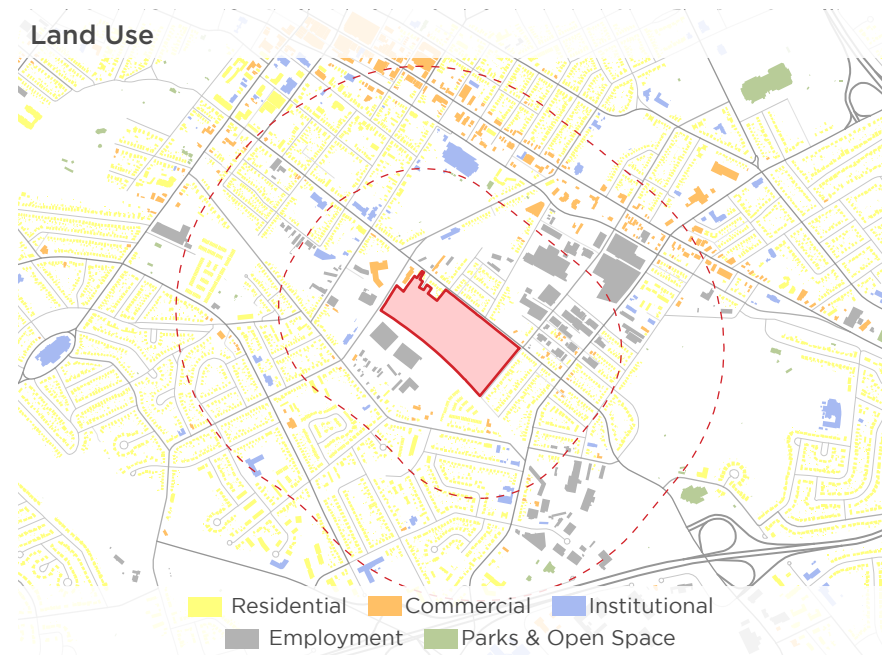 Land Use
Residential Commercial Institutional
Employment Parks & Open Space